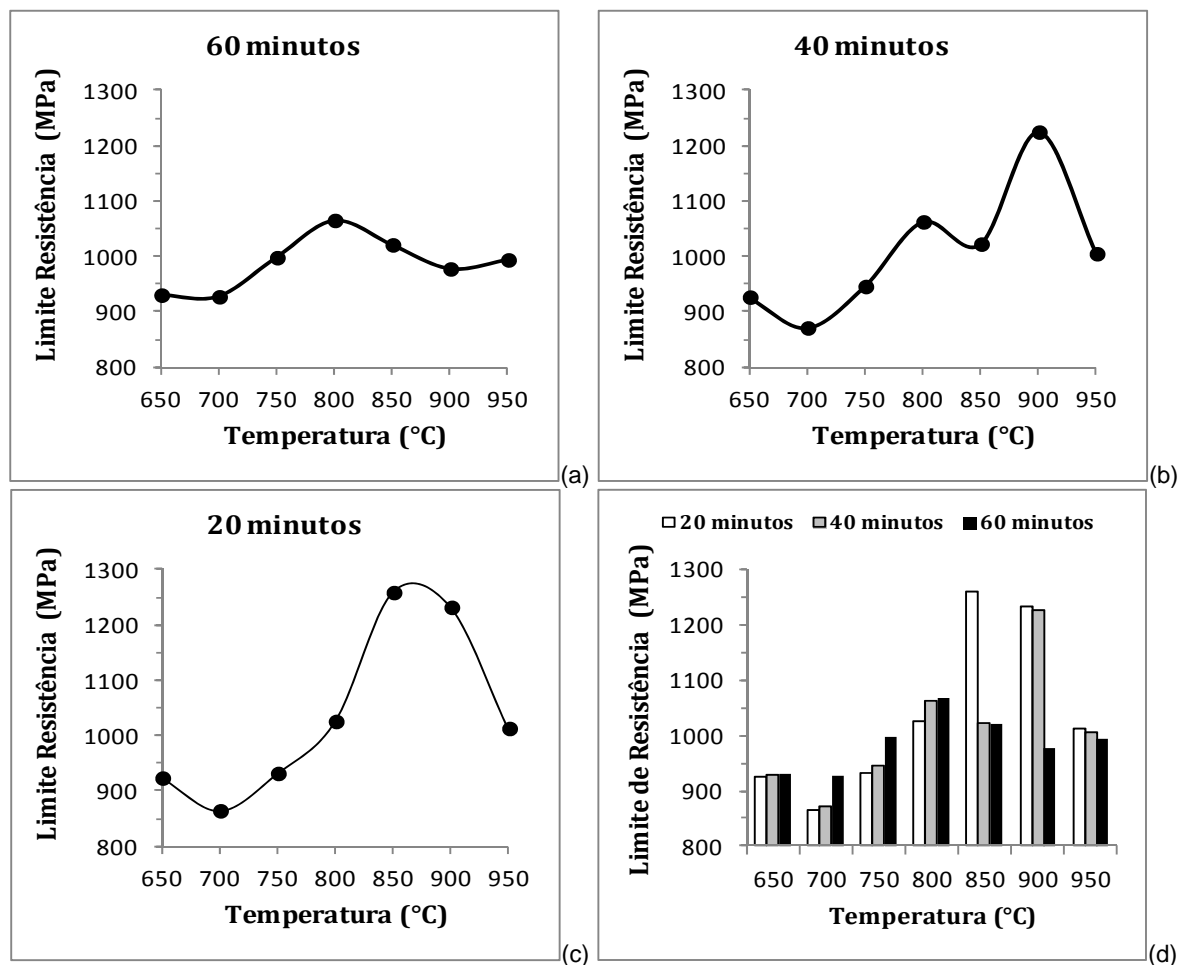 60 minutos
Limite Resistência (MPa)
1300
1200
1100
1000
900
800
650 700 750 800 850 900 950
Temperatura (°C)
(a)
40 minutos
Limite Resistência (MPa)
1300
1200
1100
1000
900
800
650 700 750 800 850 900 950
Temperatura (°C)
(b)
20 minutos
Limite Resistência (MPa)
1300
1200
1100
1000
900
800
650 700 750 800 850 900 950
Temperatura (°C)
(c)
20 minutos 40 minutos 60 minutos
Limite de Resistência (MPa)
1300
1200
1100
1000
900
800
650 700 750 800 850 900 950
Temperatura (°C)
(d)